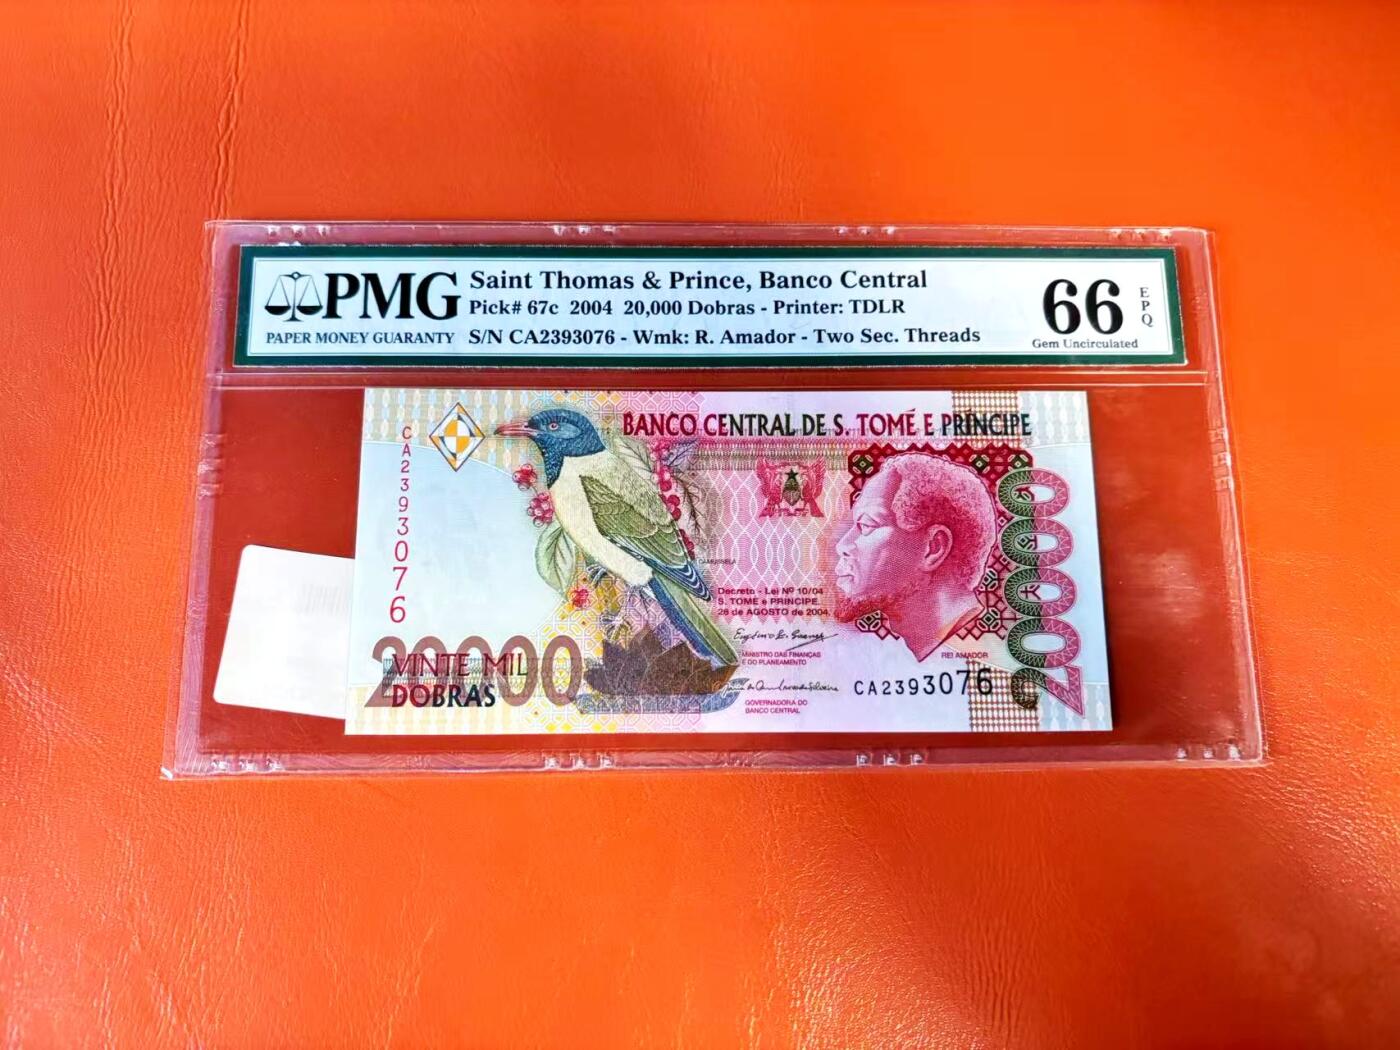 PMG
PAPER MONEY GUARANTY
Saint Thomas & Prince, Banco Central
Pick# 67c 2004 20,000 Dobras - Printer: TDLR
S/N CA2393076 - Wmk: R. Amador - Two Sec. Threads
66
EPQ
Gem Uncirculated
BANCO CENTRAL DE S. TOMÉ E PRÍNCIPE
CA2393076
CAMUSSELA
Decreto - Lei Nº 10/04
S. TOMÉ e PRÍNCIPE.
26 de AGOSTO de 2004.
MINISTRO DAS FINANÇAS
E DO PLANEAMENTO
GOVERNADORA DO
BANCO CENTRAL
REI AMADOR
CA2393076
20000
VINTE MIL
DOBRAS
20000